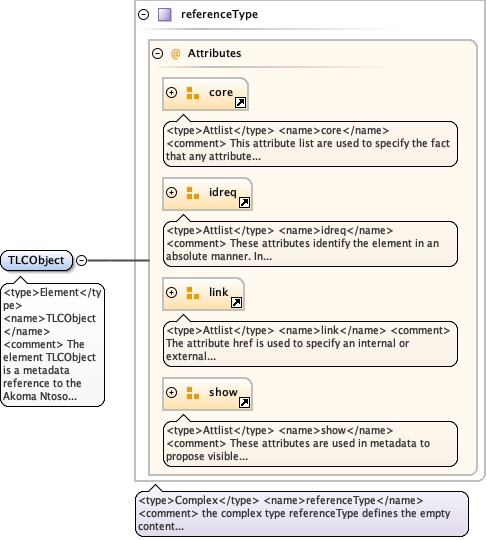 referenceType
@ Attributes
core
<type>Attlist</type> <name>core</name>
<comment> This attribute list are used to specify the fact
that any attribute...
idreq
<type>Attlist</type> <name>idreq</name>
<comment> These attributes identify the element in an
absolute manner. In...
TLCObject
<type>Element</ty
pe>
<name>TLCObject
</name>
<comment> The
element TLCObject
is a metadata
reference to the
Akoma Ntoso...
link
<type>Attlist</type> <name>link</name> <comment>
The attribute href is used to specify an internal or
external...
show
<type>Attlist</type> <name>show</name>
<comment> These attributes are used in metadata to
propose visible...
<type>Complex</type> <name>referenceType</name>
<comment> the complex type referenceType defines the empty
content...